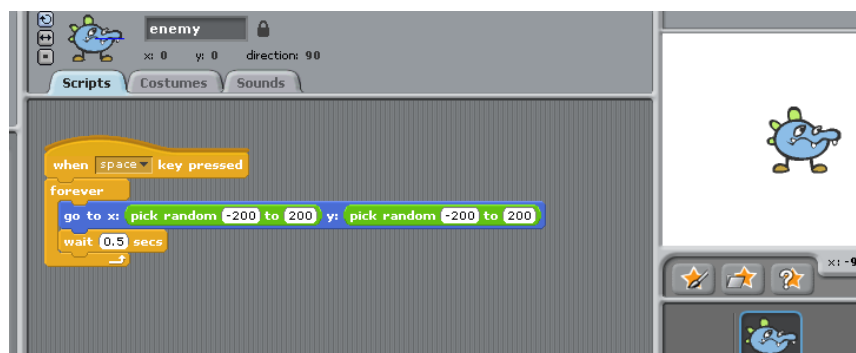 enemy
x: 0 y: 0 direction: 90
Scripts Costumes Sounds
when space key pressed
forever
go to x: pick random -200 to 200 y: pick random -200 to 200
wait 0.5 secs
x: -9